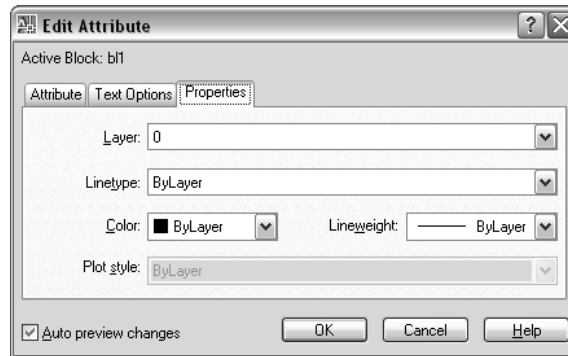 Edit Attribute
Active Block: bl1
Attribute Text Options Properties
Layer: 0
Linetype: ByLayer
Color: ByLayer Lineweight: ByLayer
Plot style: ByLayer
Auto preview changes OK Cancel Help